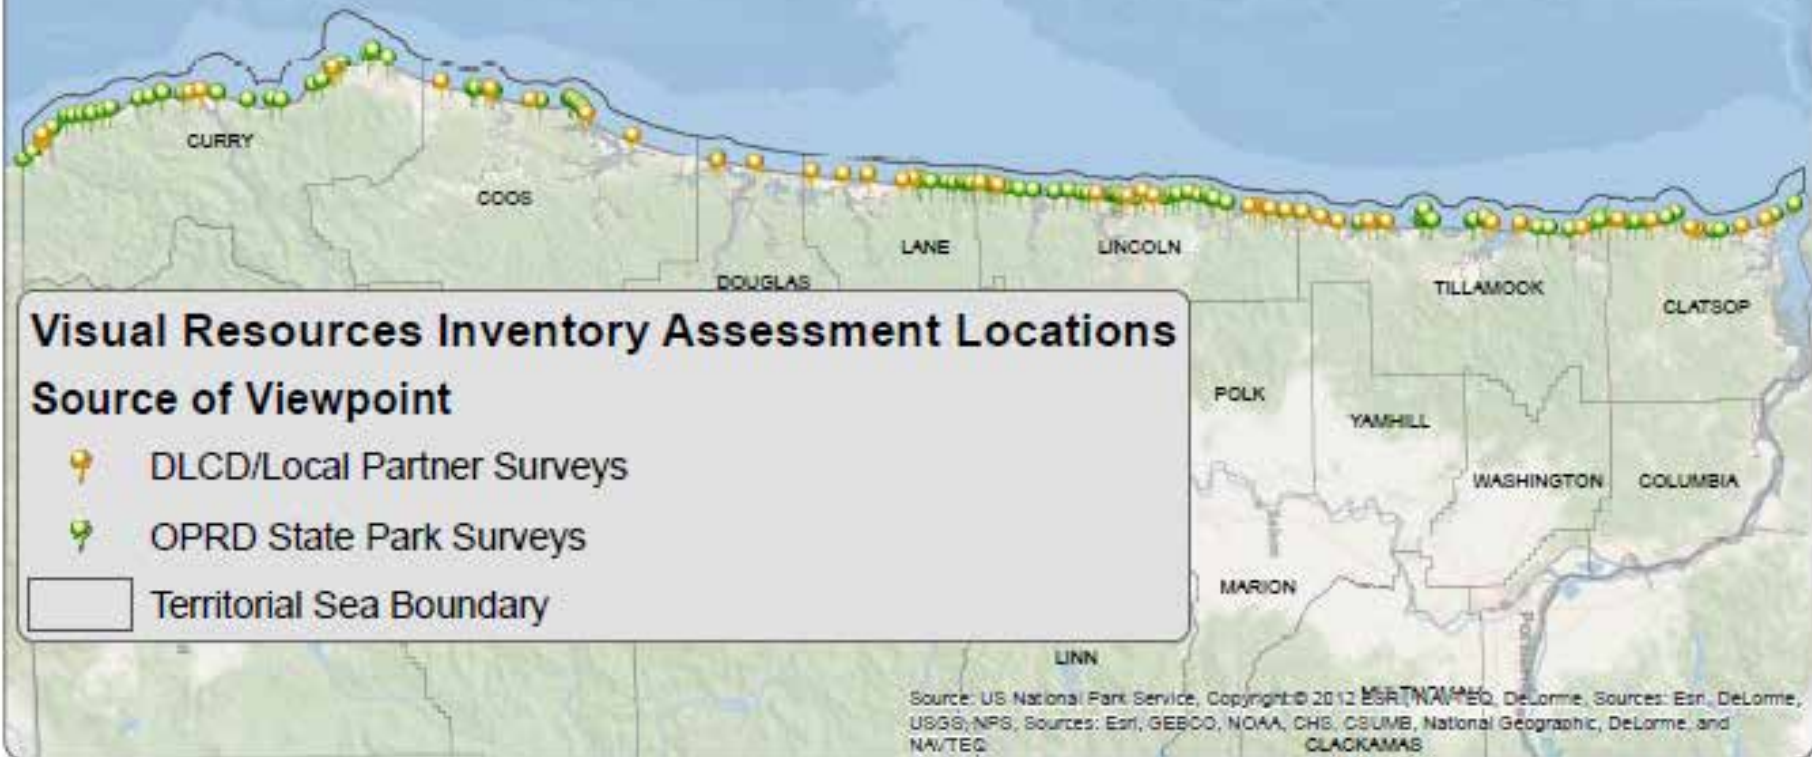 CURRY
COOS
DOUGLAS
LANE
LINCOLN
TILLAMOOK
CLATSOP
Visual Resources Inventory Assessment Locations
Source of Viewpoint
DLCD/Local Partner Surveys
OPRD State Park Surveys
Territorial Sea Boundary
POLK
YAMHILL
WASHINGTON
COLUMBIA
MARION
LINN
MULTNOMAH
Source: US National Park Service, Copyright:© 2012 ESRI, NAVTEQ, DeLorme, Sources: Esri, DeLorme,
USGS, NPS, Sources: Esri, GEBCO, NOAA, CHS, CSUMB, National Geographic, DeLorme, and
NAVTEQ
CLACKAMAS